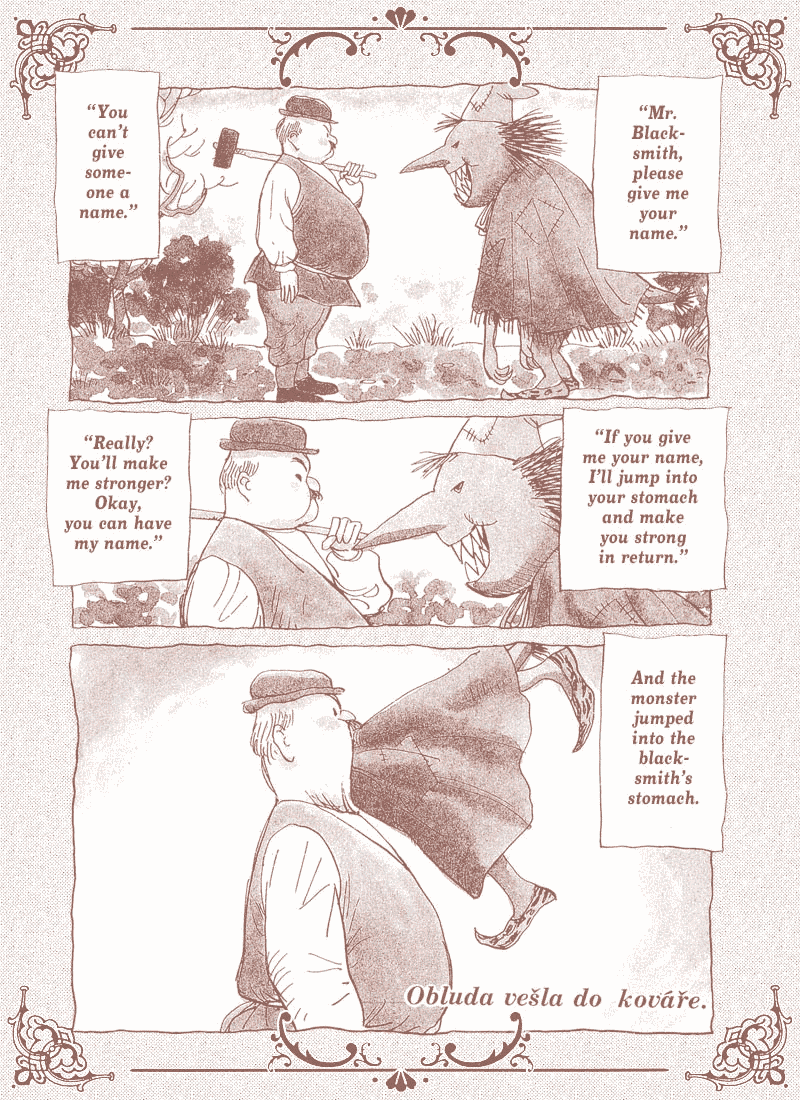 “You
can’t
give
some-
one a
name.”
“Mr.
Black-
smith,
please
give me
your
name.”
“Really?
You’ll make
me stronger?
Okay,
you can have
my name.”
“If you give
me your name,
I’ll jump into
your stomach
and make
you strong
in return.”
And the
monster
jumped
into the
black-
smith’s
stomach.
Obluda vešla do kováře.